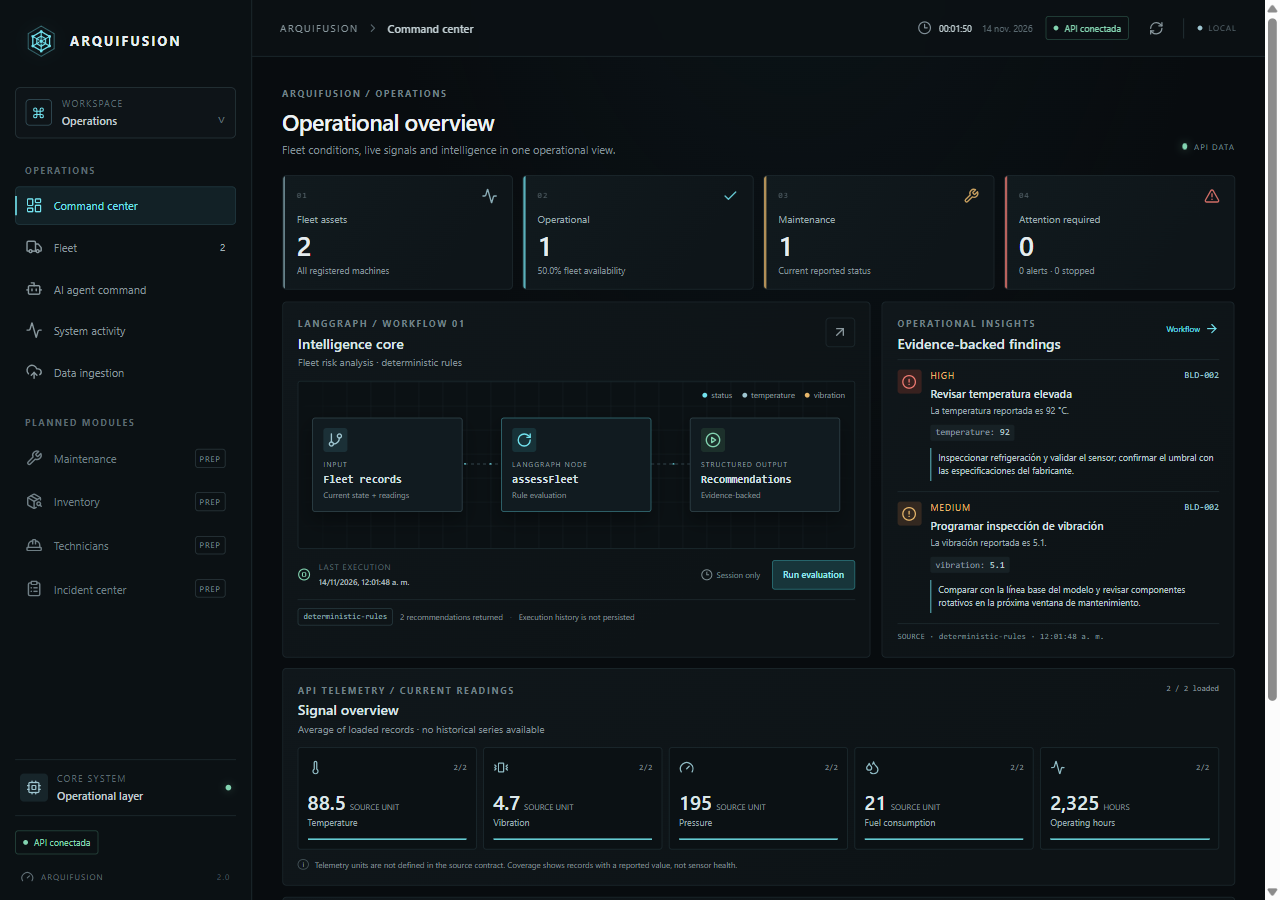 ARQUIFUSION
WORKSPACE
Operations
V
OPERATIONS
Command center
Fleet
2
AI agent command
System activity
Data ingestion
PLANNED MODULES
Maintenance
PREP
Inventory
PREP
Technicians
PREP
Incident center
PREP
CORE SYSTEM
Operational layer
API conectada
ARQUIFUSION
2.0
ARQUIFUSION
Command center
00:01:50
14 nov. 2026
API conectada
LOCAL
ARQUIFUSION / OPERATIONS
Operational overview
Fleet conditions, live signals and intelligence in one operational view.
API DATA
01
Fleet assets
2
All registered machines
02
Operational
1
50.0% fleet availability
03
Maintenance
1
Current reported status
04
Attention required
0
0 alerts · 0 stopped
LANGGRAPH / WORKFLOW 01
Intelligence core
Fleet risk analysis · deterministic rules
status
temperature
vibration
INPUT
Fleet records
Current state + readings
LANGGRAPH NODE
assessFleet
Rule evaluation
STRUCTURED OUTPUT
Recommendations
Evidence-backed
LAST EXECUTION
14/11/2026, 12:01:48 a. m.
Session only
Run evaluation
deterministic-rules
2 recommendations returned
·
Execution history is not persisted
OPERATIONAL INSIGHTS
Evidence-backed findings
Workflow
HIGH
BLD-002
Revisar temperatura elevada
La temperatura reportada es 92 °C.
temperature: 92
Inspeccionar refrigeración y validar el sensor; confirmar el umbral con
las especificaciones del fabricante.
MEDIUM
BLD-002
Programar inspección de vibración
La vibración reportada es 5.1.
vibration: 5.1
Comparar con la línea base del modelo y revisar componentes
rotativos en la próxima ventana de mantenimiento.
SOURCE · deterministic-rules · 12:01:48 a. m.
API TELEMETRY / CURRENT READINGS
Signal overview
Average of loaded records · no historical series available
2 / 2 loaded
2/2
88.5 SOURCE UNIT
Temperature
2/2
4.7 SOURCE UNIT
Vibration
2/2
195 SOURCE UNIT
Pressure
2/2
21 SOURCE UNIT
Fuel consumption
2/2
2,325 HOURS
Operating hours
Telemetry units are not defined in the source contract. Coverage shows records with a reported value, not sensor health.